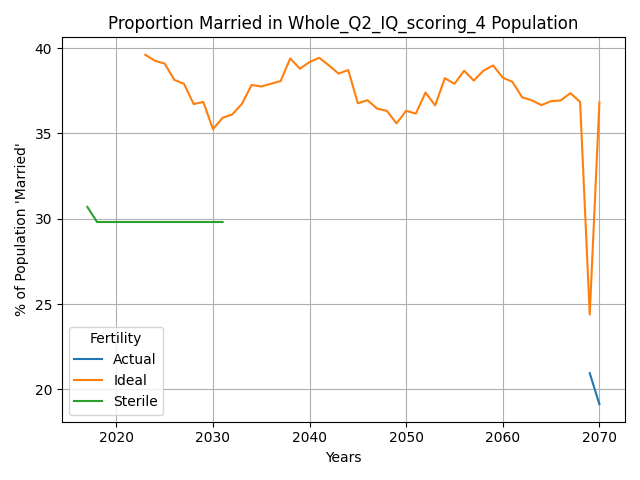 Proportion Married in Whole_Q2_IQ_scoring_4 Population
% of Population 'Married'
40
35
30
25
20
Fertility
Actual
Ideal
Sterile
2020 2030 2040 2050 2060 2070
Years